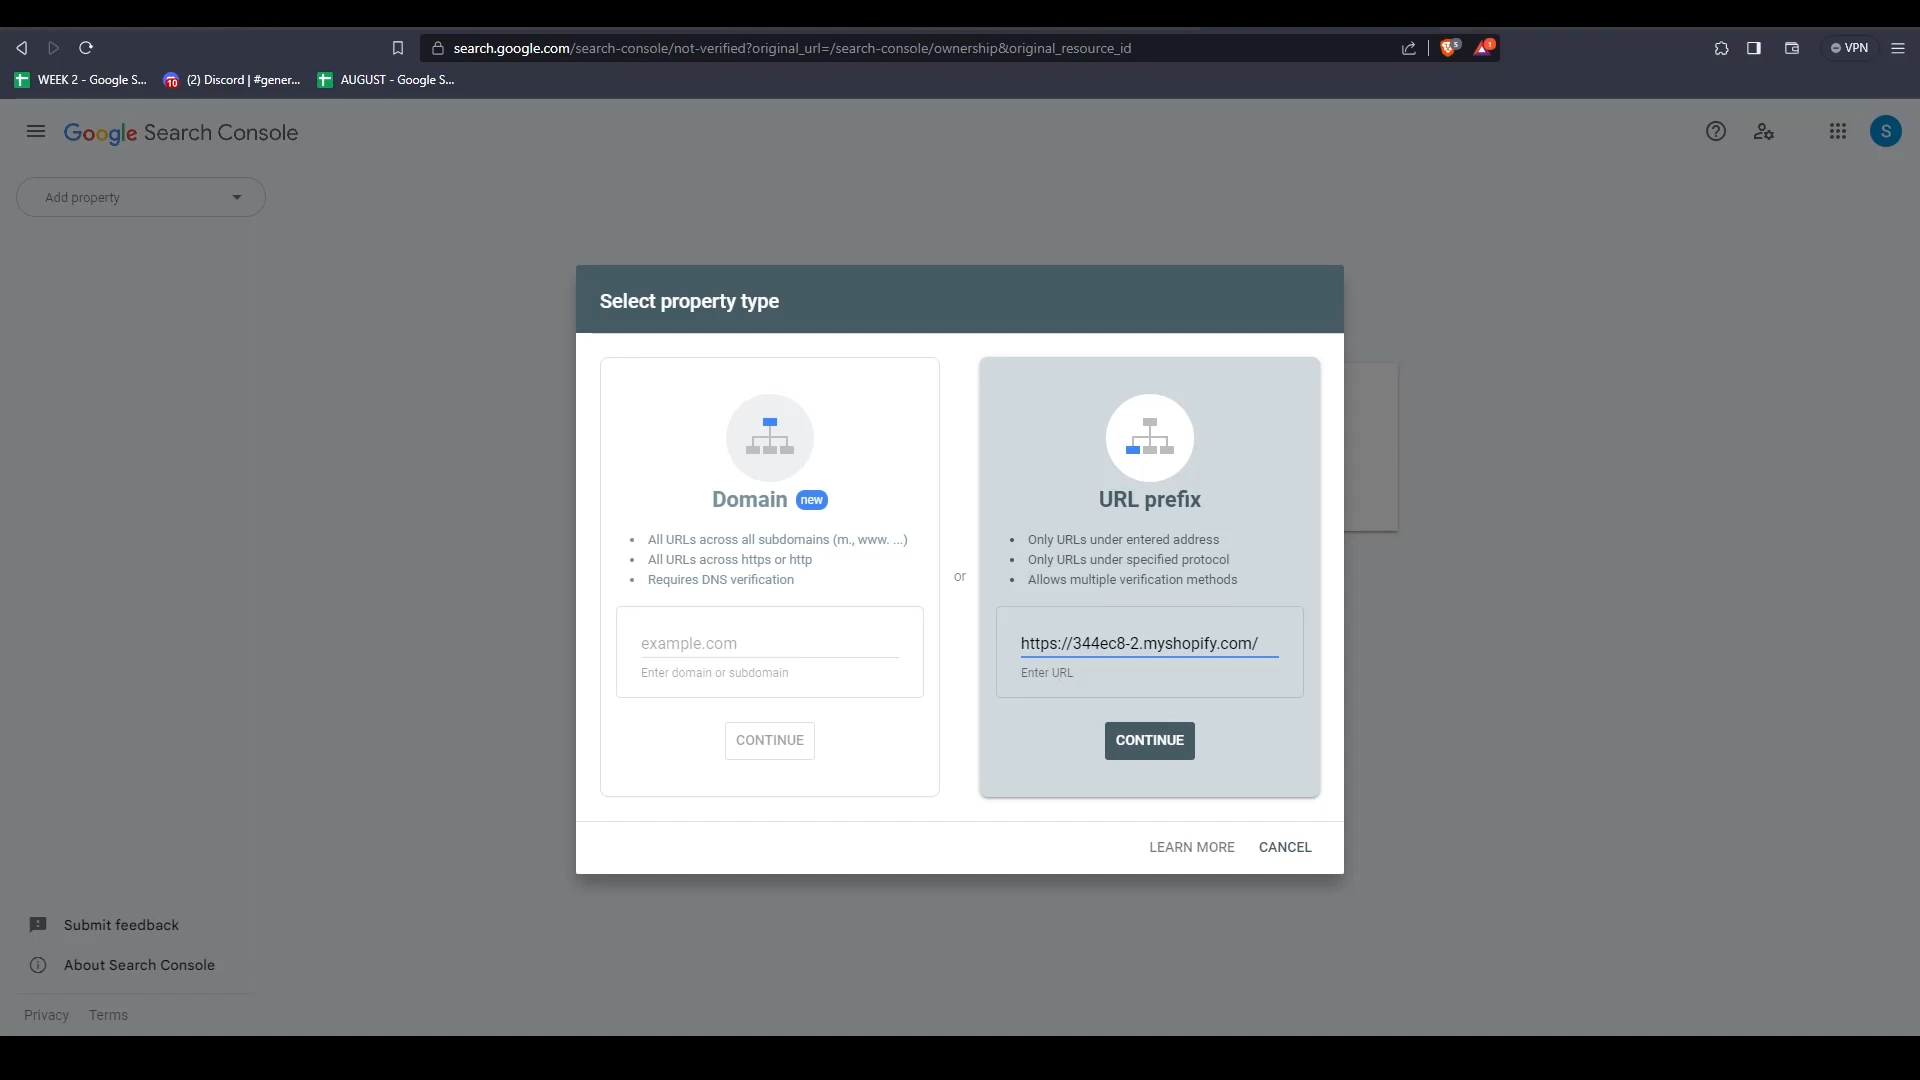 search.google.com/search-console/not-verified?original_url=/search-console/ownership&original_resource_id
5
1
VPN
WEEK 2 - Google S...
10
(2) Discord | #gener...
AUGUST - Google S...
Google Search Console
S
Add property
Select property type
Domain new
All URLs across all subdomains (m., www. ...)
All URLs across https or http
Requires DNS verification
example.com
Enter domain or subdomain
CONTINUE
or
URL prefix
Only URLs under entered address
Only URLs under specified protocol
Allows multiple verification methods
https://344ec8-2.myshopify.com/
Enter URL
CONTINUE
LEARN MORE
CANCEL
Submit feedback
About Search Console
Privacy
Terms